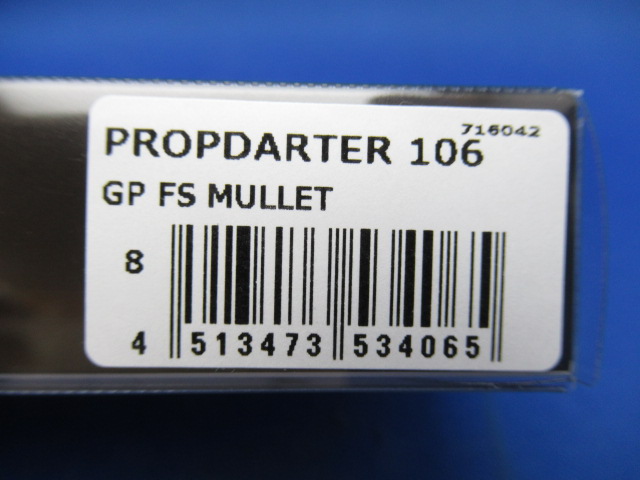 716042
PROPDARTER 106
GP FS MULLET
8
4 513473 534065